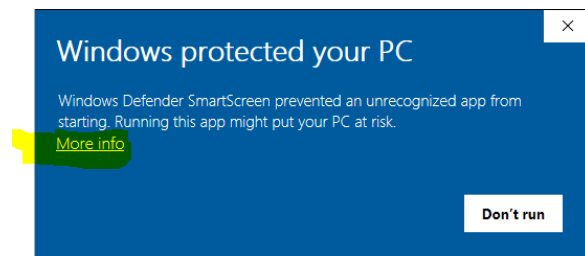 Windows protected your PC
Windows Defender SmartScreen prevented an unrecognized app from
starting. Running this app might put your PC at risk.
More info
Don't run